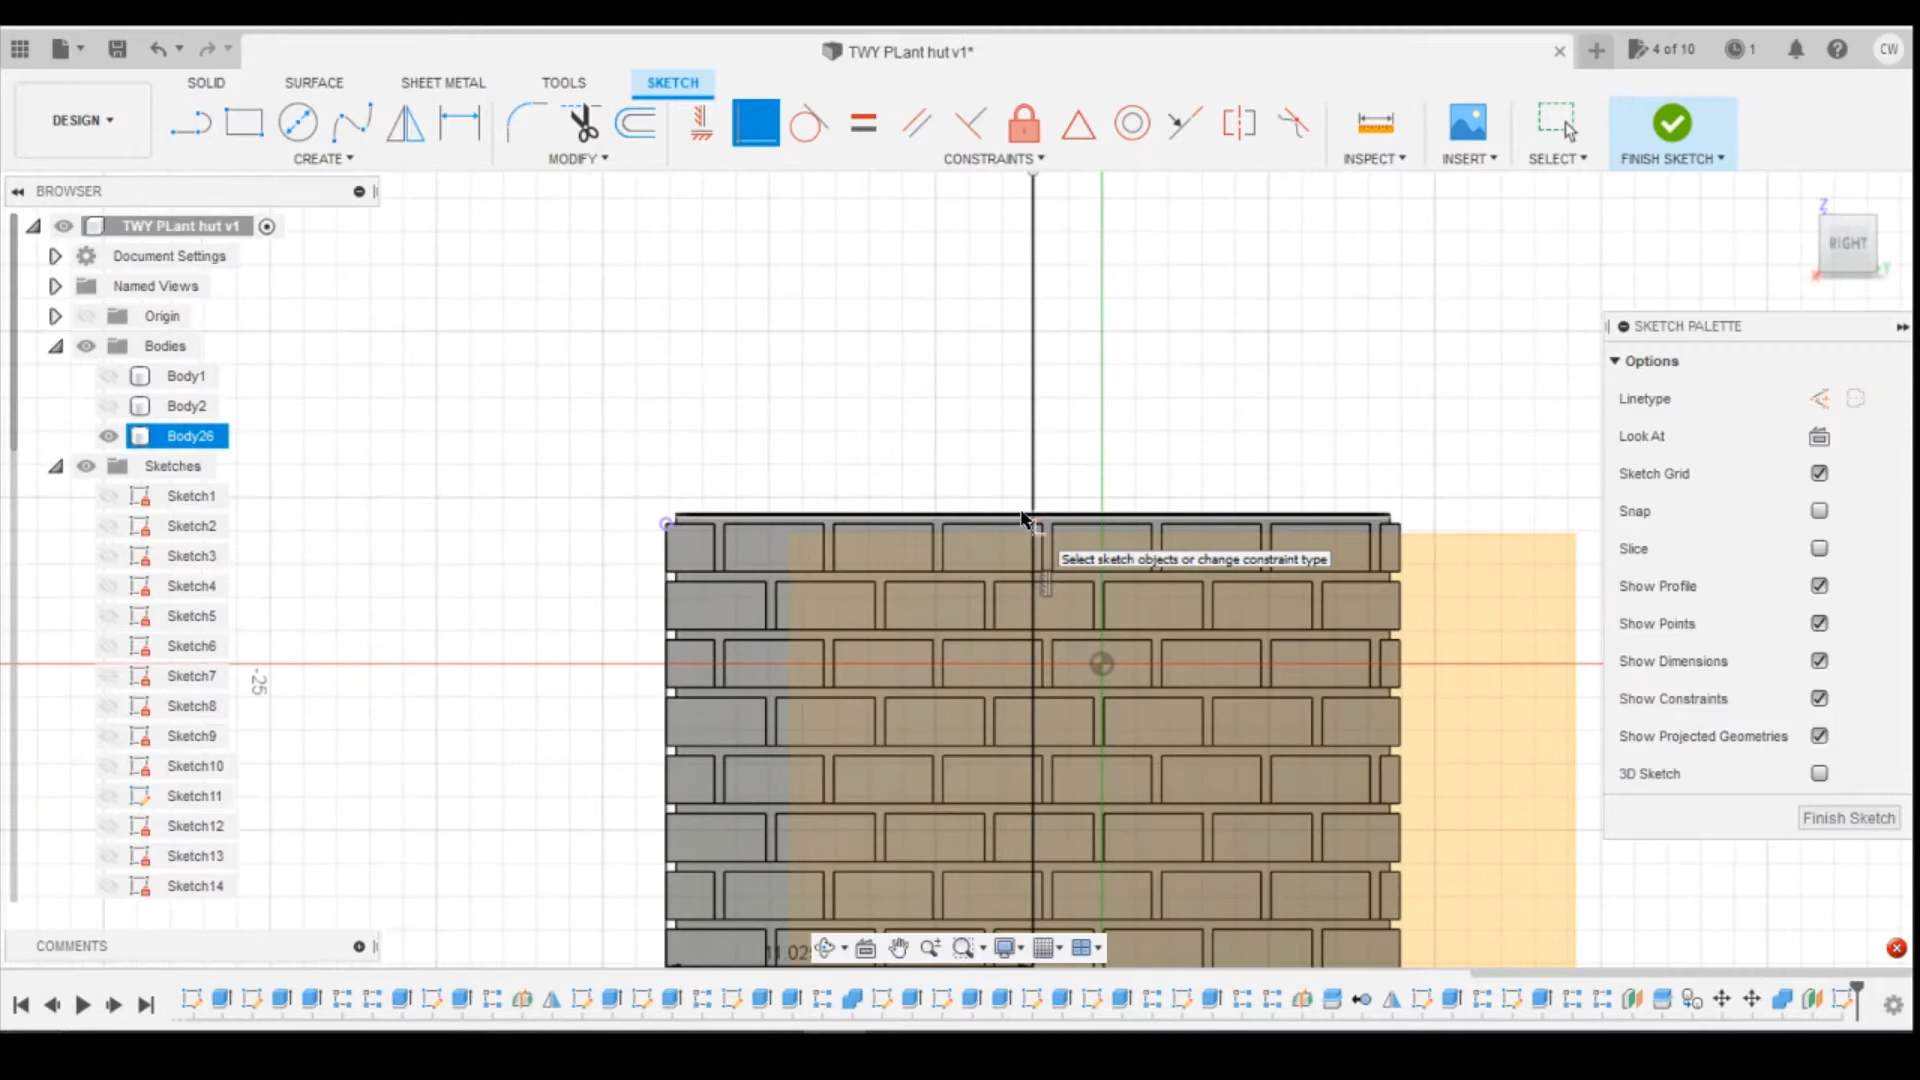 TWY PLant hut v1*
4 of 10
1
CW
DESIGN
SOLID
SURFACE
SHEET METAL
TOOLS
SKETCH
CREATE
MODIFY
CONSTRAINTS
INSPECT
INSERT
SELECT
FINISH SKETCH
BROWSER
TWY PLant hut v1
Document Settings
Named Views
Origin
Bodies
Body1
Body2
Body26
Sketches
Sketch1
Sketch2
Sketch3
Sketch4
Sketch5
Sketch6
Sketch7
Sketch8
Sketch9
Sketch10
Sketch11
Sketch12
Sketch13
Sketch14
COMMENTS
-25
Select sketch objects or change constraint type
Z
RIGHT
X
Y
SKETCH PALETTE
Options
Linetype
Look At
Sketch Grid
Snap
Slice
Show Profile
Show Points
Show Dimensions
Show Constraints
Show Projected Geometries
3D Sketch
Finish Sketch